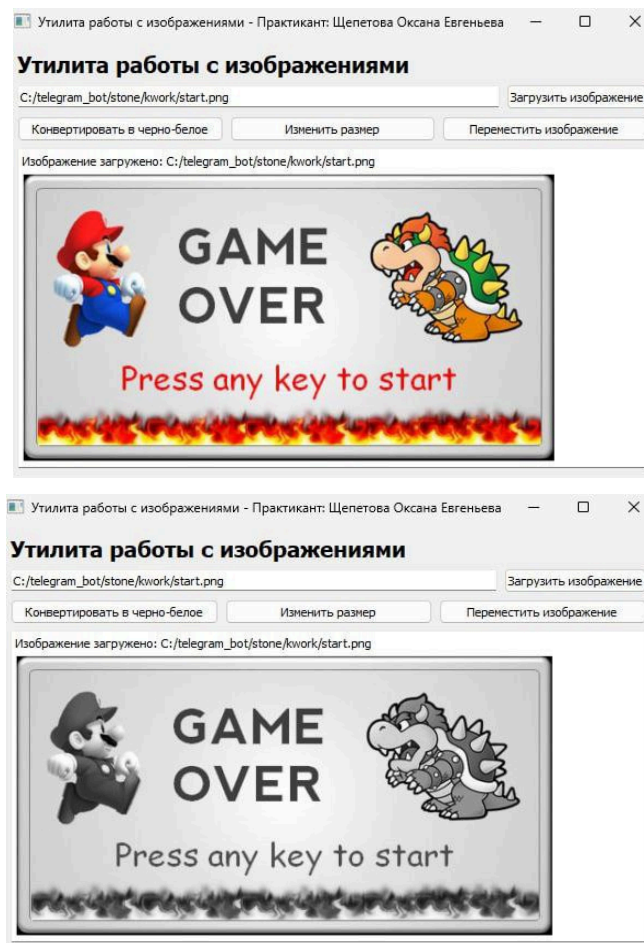 Утилита работы с изображениями - Практикант: Щепетова Оксана Евгеньева
Утилита работы с изображениями
C:/telegram_bot/stone/kwork/start.png Загрузить изображение
Конвертировать в черно-белое Изменить размер Переместить изображение
Изображение загружено: C:/telegram_bot/stone/kwork/start.png
GAME
OVER
Press any key to start
Утилита работы с изображениями - Практикант: Щепетова Оксана Евгеньева
Утилита работы с изображениями
C:/telegram_bot/stone/kwork/start.png Загрузить изображение
Конвертировать в черно-белое Изменить размер Переместить изображение
Изображение загружено: C:/telegram_bot/stone/kwork/start.png
GAME
OVER
Press any key to start